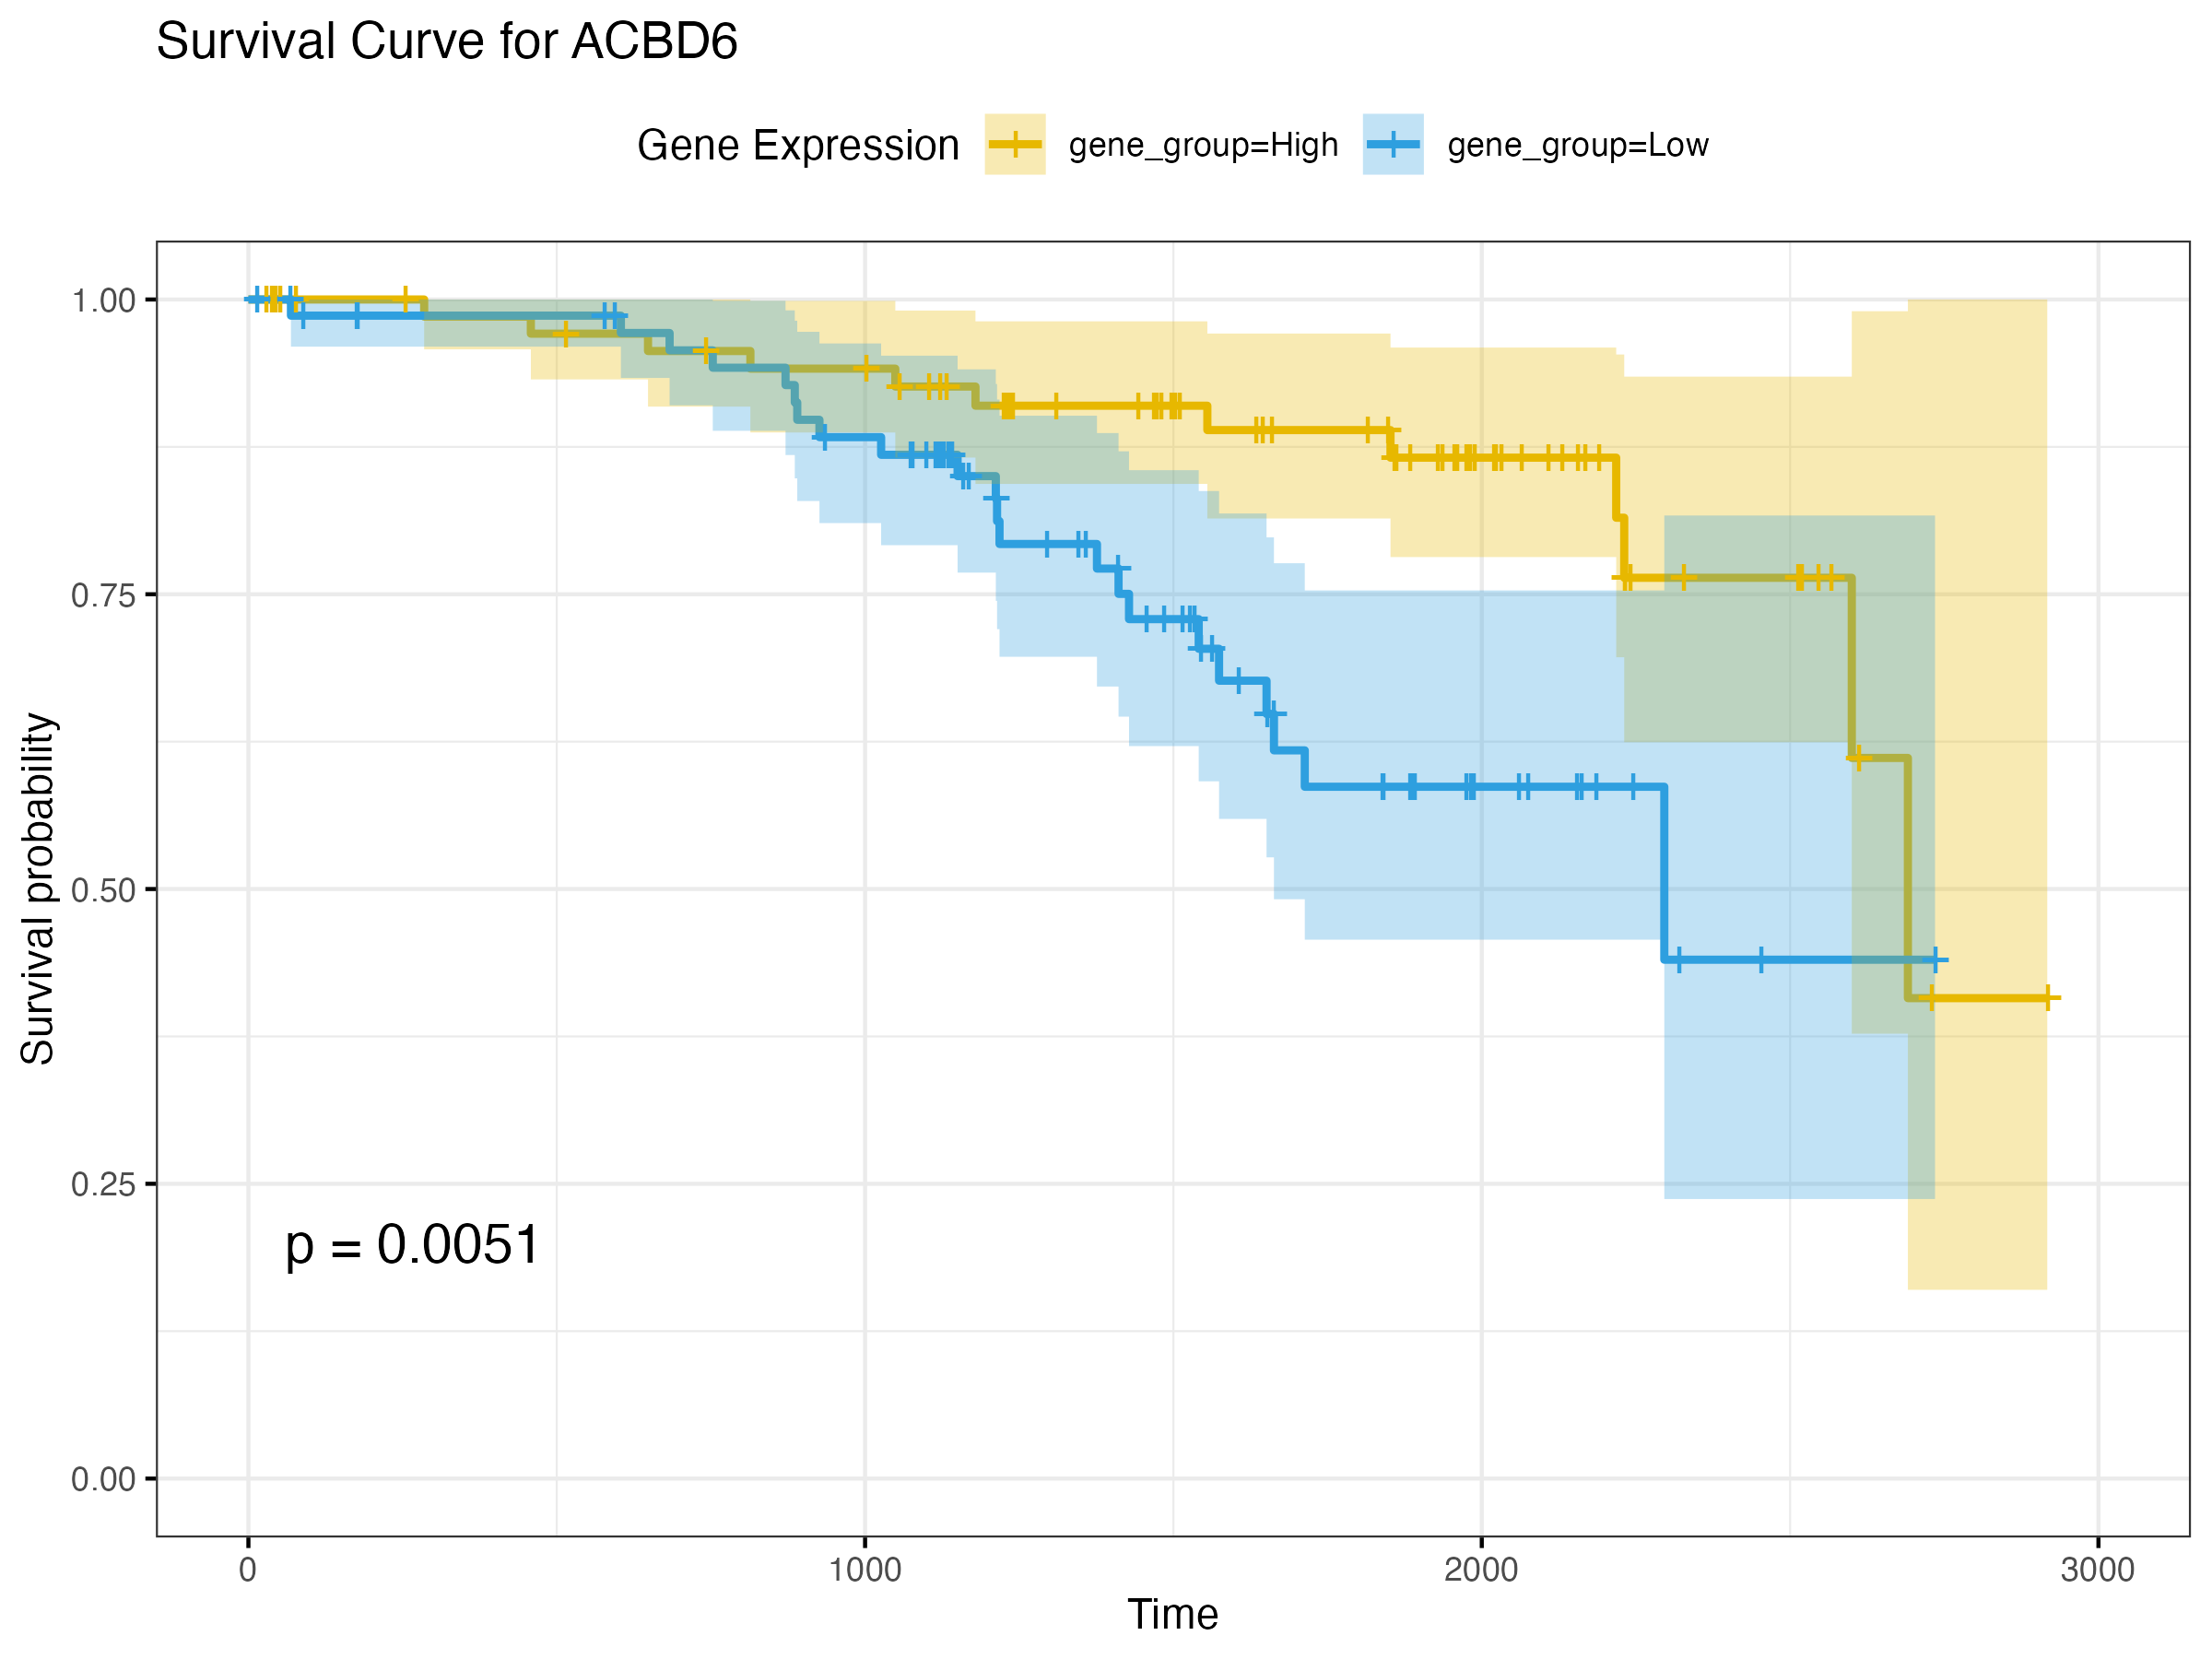 Survival Curve for ACBD6
Gene Expression gene_group=High gene_group=Low
Survival probability
1.00
0.75
0.50
0.25
0.00
p = 0.0051
0 1000 2000 3000
Time